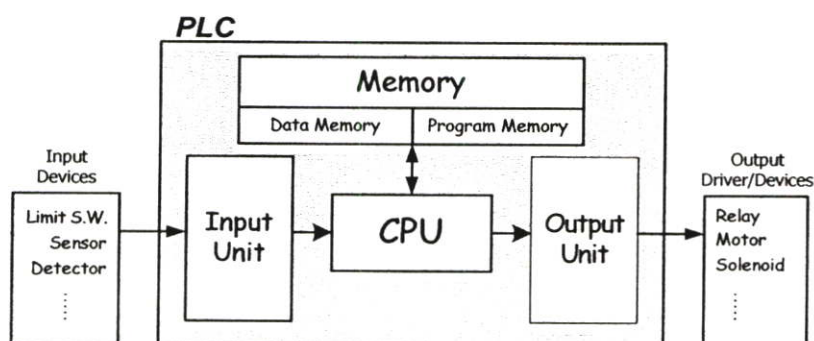 PLC
Memory
Data Memory
Program Memory
Input
Devices
Limit S.W.
Sensor
Detector
Input
Unit
CPU
Output
Unit
Output
Driver/Devices
Relay
Motor
Solenoid